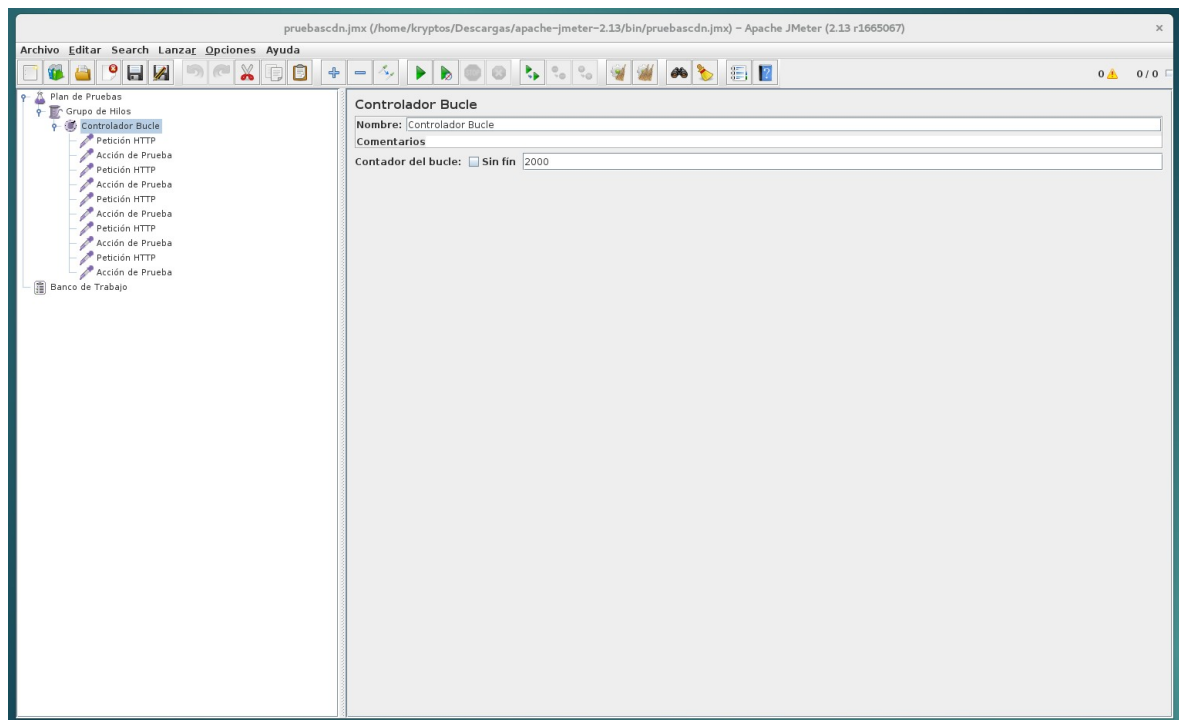 pruebascdn.jmx (/home/kryptos/Descargas/apache-jmeter-2.13/bin/pruebascdn.jmx) – Apache JMeter (2.13 r1665067)
Archivo Editar Search Lanzar Opciones Ayuda
0 0 / 0
Plan de Pruebas
Grupo de Hilos
Controlador Bucle
Petición HTTP
Acción de Prueba
Petición HTTP
Acción de Prueba
Petición HTTP
Acción de Prueba
Petición HTTP
Acción de Prueba
Petición HTTP
Acción de Prueba
Banco de Trabajo
Controlador Bucle
Nombre: Controlador Bucle
Comentarios
Contador del bucle: Sin fin 2000